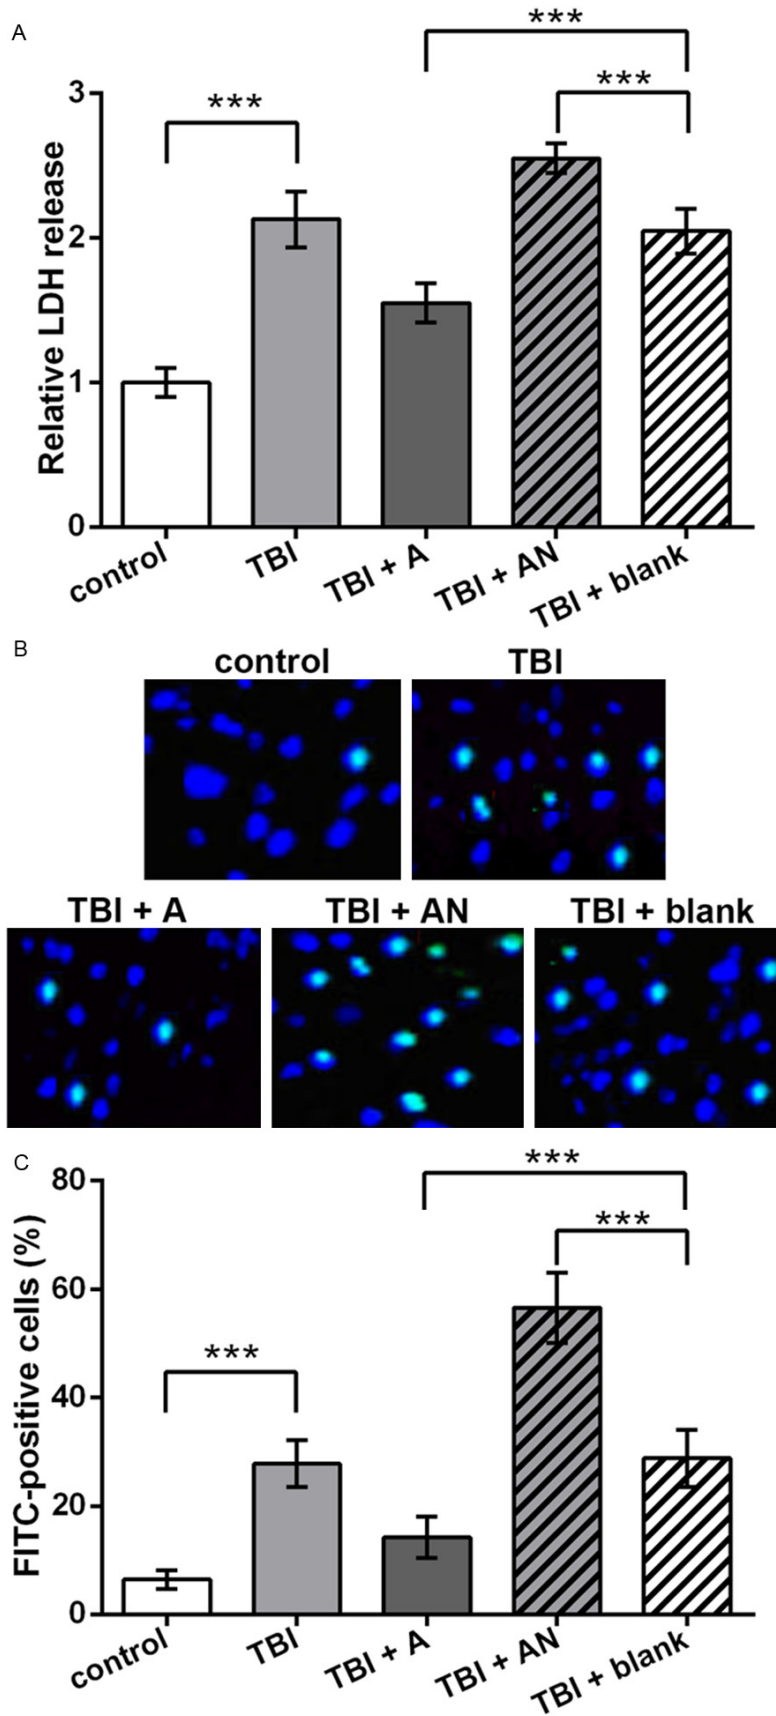 A
***
***
***
3
2
1
0
Relative LDH release
control
TBI
TBI + A
TBI + AN
TBI + blank
B
control
TBI
TBI + A
TBI + AN
TBI + blank
C
***
***
***
80
60
40
20
0
FITC-positive cells (%)
control
TBI
TBI + A
TBI + AN
TBI + blank